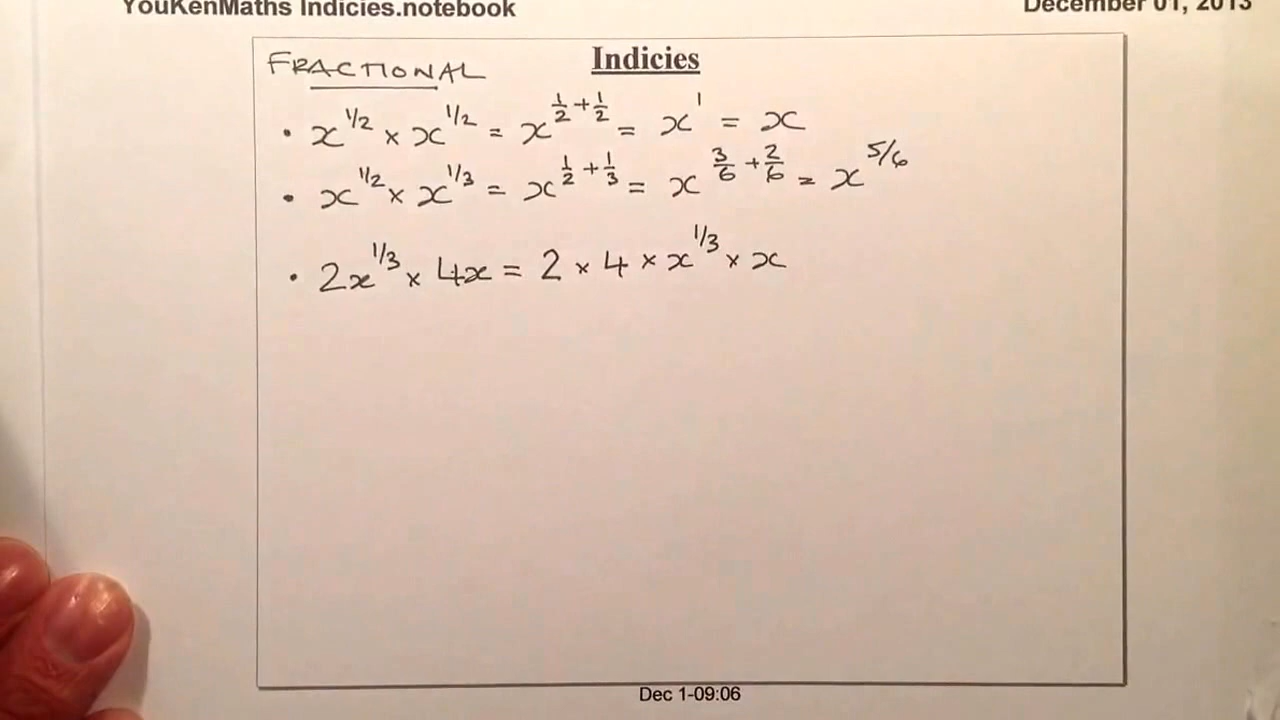 YouKenMaths Indicies.notebook December 01, 2013
FRACTIONAL Indicies
• x^1/2 × x^1/2 = x^(1/2 + 1/2) = x^1 = x
• x^1/2 × x^1/3 = x^(1/2 + 1/3) = x^(3/6 + 2/6) = x^5/6
• 2x^1/3 × 4x = 2 × 4 × x^1/3 × x
Dec 1-09:06